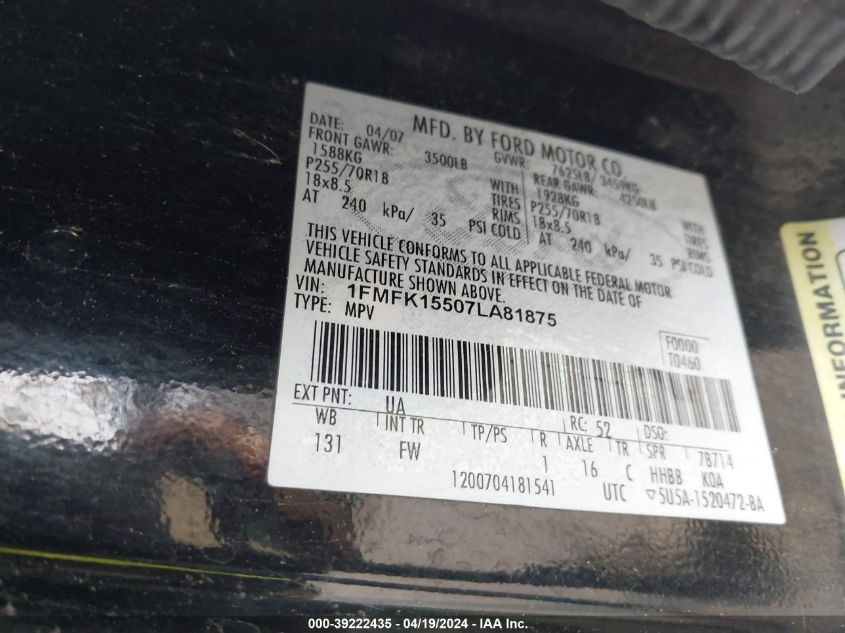 MFD. BY FORD MOTOR CO.
DATE: 04/07 GVWR: 7625LB/ 3459KG
FRONT GAWR: 3500LB REAR GAWR: 4250LB
1588KG WITH 1928KG WITH
P255/70R18 TIRES P255/70R18 TIRES
18x8.5 RIMS 18x8.5 RIMS
AT 240 kPa/ 35 PSI COLD AT 240 kPa/ 35 PSI COLD
THIS VEHICLE CONFORMS TO ALL APPLICABLE FEDERAL MOTOR
VEHICLE SAFETY STANDARDS IN EFFECT ON THE DATE OF
MANUFACTURE SHOWN ABOVE.
VIN: 1FMFK15507LA81875
TYPE: MPV
F0000
T0460
EXT PNT: UA RC: 52 DSO:
WB INT TR TP/PS R AXLE TR SPR 7B714
131 FW 1 16 C HHBB KOA
1200704181541 UTC ▽5U5A-1520472-BA
INFORMATION
000-39222435 - 04/19/2024 - IAA Inc.